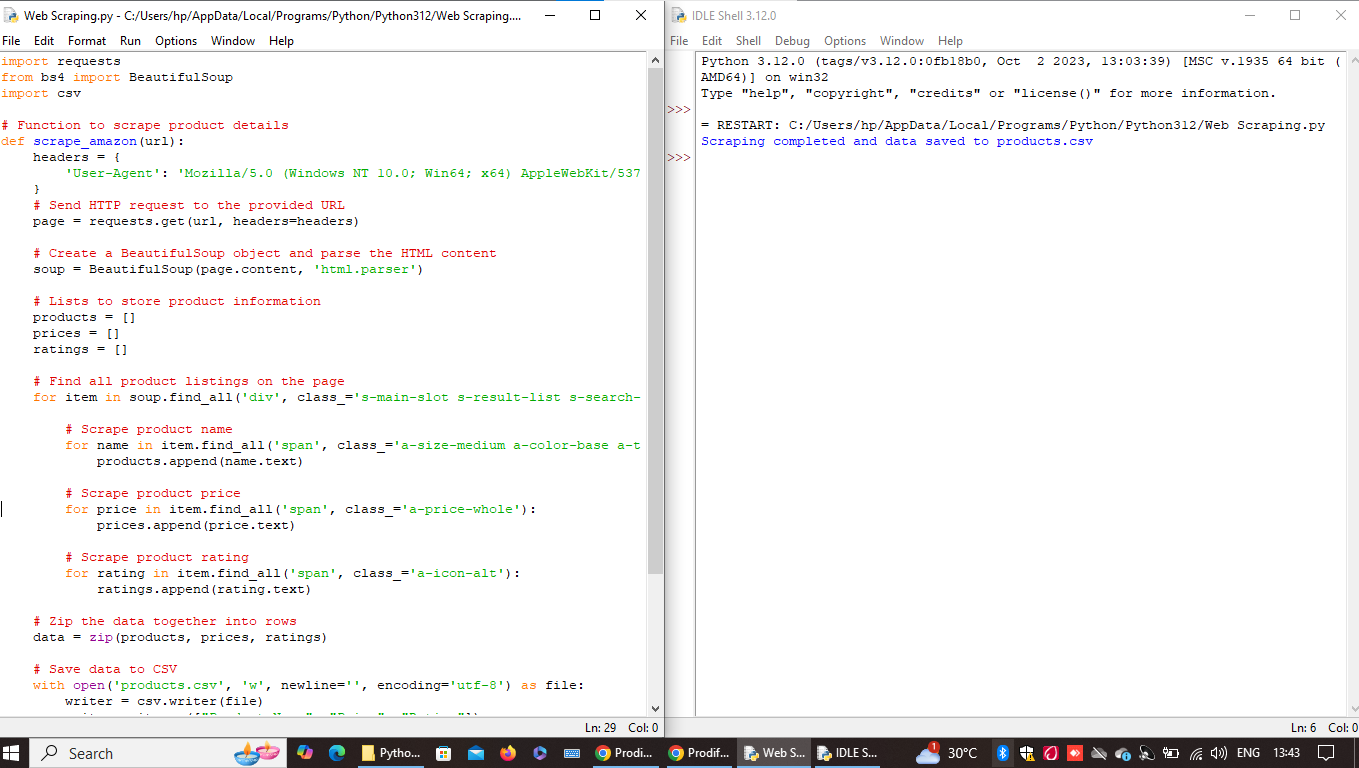 Web Scraping.py - C:/Users/hp/AppData/Local/Programs/Python/Python312/Web Scraping....
File Edit Format Run Options Window Help
import requests
from bs4 import BeautifulSoup
import csv
# Function to scrape product details
def scrape_amazon(url):
headers = {
'User-Agent': 'Mozilla/5.0 (Windows NT 10.0; Win64; x64) AppleWebKit/537
}
# Send HTTP request to the provided URL
page = requests.get(url, headers=headers)
# Create a BeautifulSoup object and parse the HTML content
soup = BeautifulSoup(page.content, 'html.parser')
# Lists to store product information
products = []
prices = []
ratings = []
# Find all product listings on the page
for item in soup.find_all('div', class_='s-main-slot s-result-list s-search-
# Scrape product name
for name in item.find_all('span', class_='a-size-medium a-color-base a-t
products.append(name.text)
# Scrape product price
for price in item.find_all('span', class_='a-price-whole'):
prices.append(price.text)
# Scrape product rating
for rating in item.find_all('span', class_='a-icon-alt'):
ratings.append(rating.text)
# Zip the data together into rows
data = zip(products, prices, ratings)
# Save data to CSV
with open('products.csv', 'w', newline='', encoding='utf-8') as file:
writer = csv.writer(file)
Ln: 29 Col: 0
IDLE Shell 3.12.0
File Edit Shell Debug Options Window Help
Python 3.12.0 (tags/v3.12.0:0fb18b0, Oct  2 2023, 13:03:39) [MSC v.1935 64 bit (
AMD64)] on win32
Type "help", "copyright", "credits" or "license()" for more information.
>>>
= RESTART: C:/Users/hp/AppData/Local/Programs/Python/Python312/Web Scraping.py
Scraping completed and data saved to products.csv
>>>
Ln: 6 Col: 0
Search
Pytho...
Prodi...
Prodif...
Web S...
IDLE S...
1
30°C
ENG
13:43